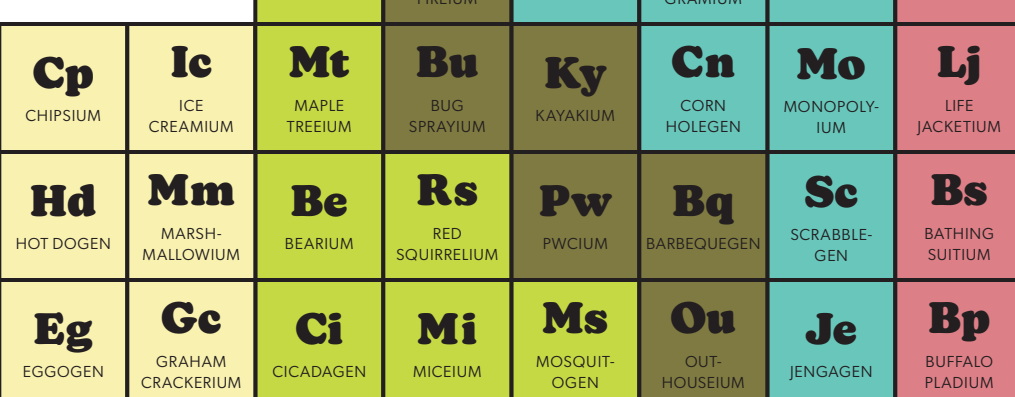 Cp
CHIPSIUM
Ic
ICE
CREAMIUM
Mt
MAPLE
TREEIUM
Bu
BUG
SPRAYIUM
Ky
KAYAKIUM
Cn
CORN
HOLEGEN
Mo
MONOPOLY-
IUM
Lj
LIFE
JACKETIUM
Hd
HOT DOGEN
Mm
MARSH-
MALLOWIUM
Be
BEARIUM
Rs
RED
SQUIRRELIUM
Pw
PWCIUM
Bq
BARBEQUEGEN
Sc
SCRABBLE-
GEN
Bs
BATHING
SUITIUM
Eg
EGGOGEN
Gc
GRAHAM
CRACKERIUM
Ci
CICADAGEN
Mi
MICEIUM
Ms
MOSQUIT-
OGEN
Ou
OUT-
HOUSEIUM
Je
JENGAGEN
Bp
BUFFALO
PLADIUM